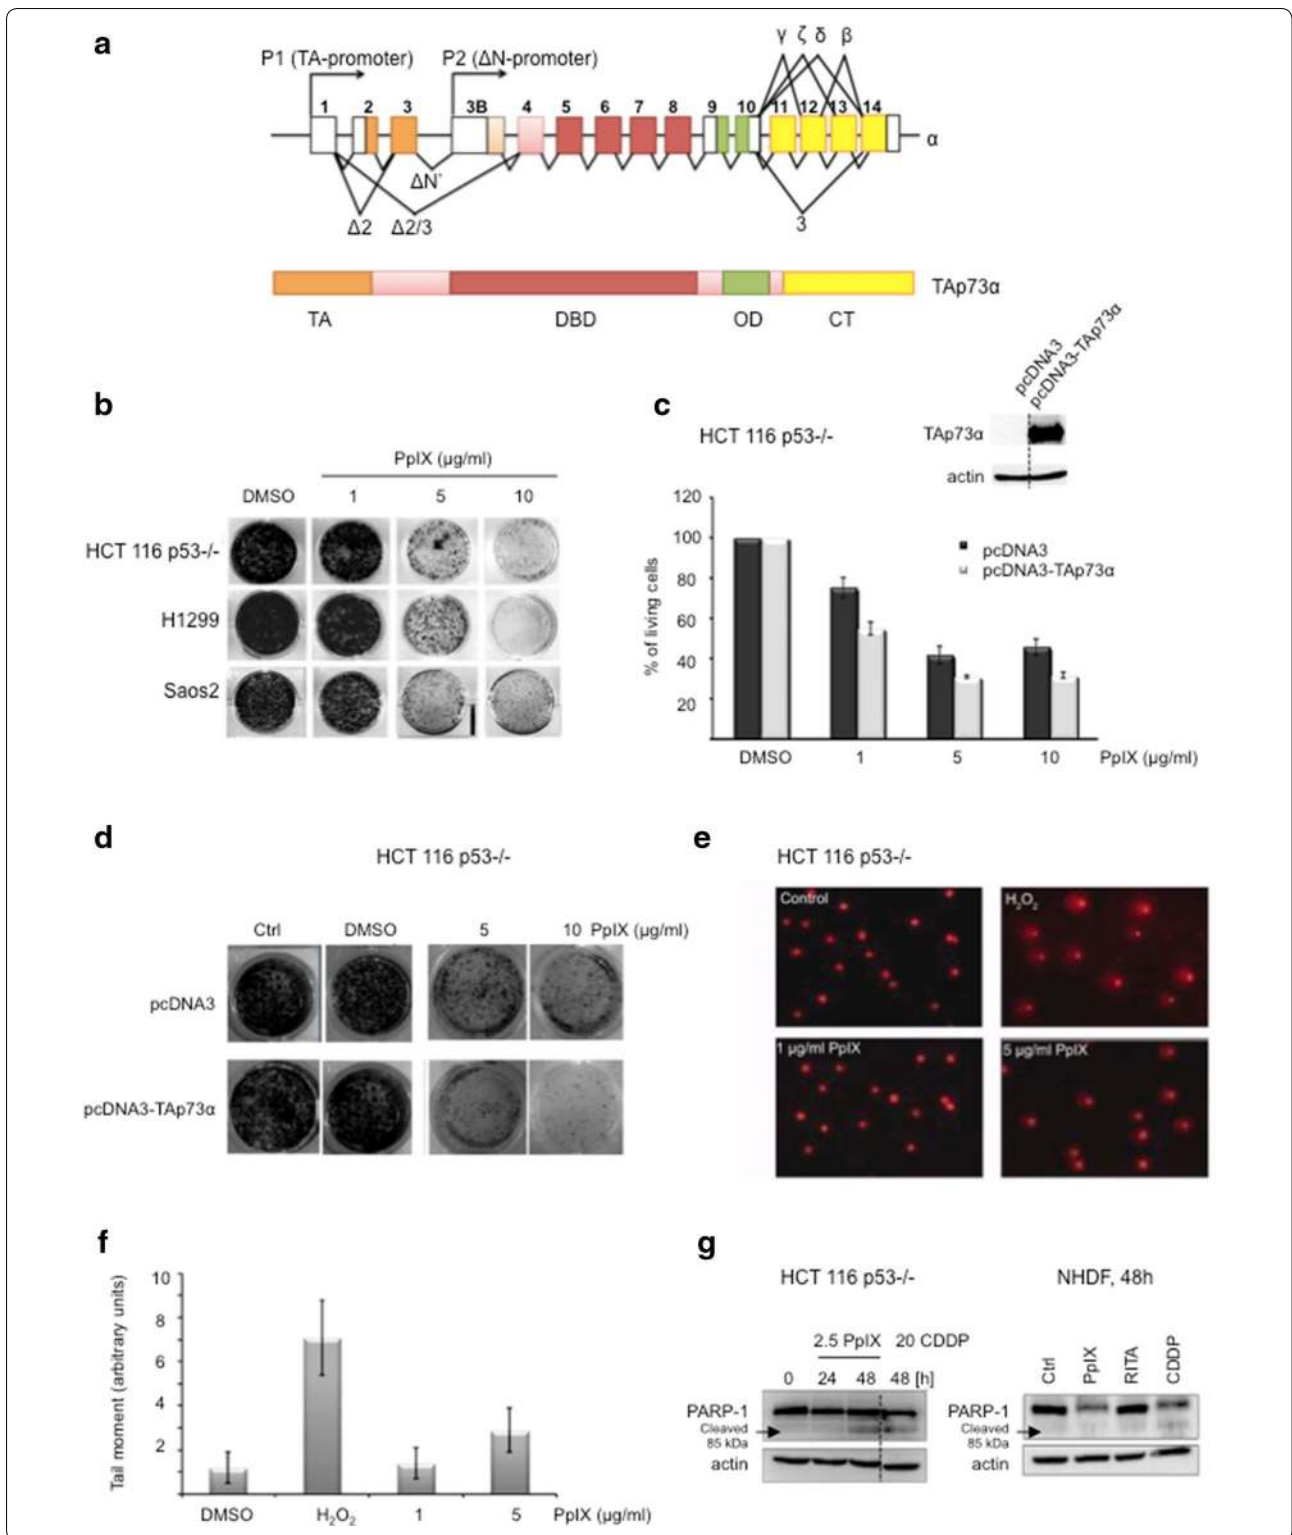 a
γ ζ δ β
P1 (TA-promoter) P2 (ΔN-promoter)
1 2 3 3B 4 5 6 7 8 9 10 11 12 13 14
α
ΔN'
Δ2 Δ2/3 3
TAp73α
TA DBD OD CT
b
PpIX (µg/ml)
DMSO 1 5 10
HCT 116 p53-/-
H1299
Saos2
c
HCT 116 p53-/-
pcDNA3
pcDNA3-TAp73α
TAp73α
actin
120
100
80
60
40
20
% of living cells
pcDNA3
pcDNA3-TAp73α
DMSO 1 5 10 PpIX (µg/ml)
d
HCT 116 p53-/-
Ctrl DMSO 5 10 PpIX (µg/ml)
pcDNA3
pcDNA3-TAp73α
e
HCT 116 p53-/-
Control
H₂O₂
1 µg/ml PpIX
5 µg/ml PpIX
f
Tail moment (arbitrary units)
10
8
6
4
2
DMSO H₂O₂ 1 5 PpIX (µg/ml)
g
HCT 116 p53-/-
2.5 PpIX 20 CDDP
0 24 48 48 [h]
PARP-1
Cleaved
85 kDa
actin
NHDF, 48h
Ctrl PpIX RITA CDDP
PARP-1
Cleaved
85 kDa
actin